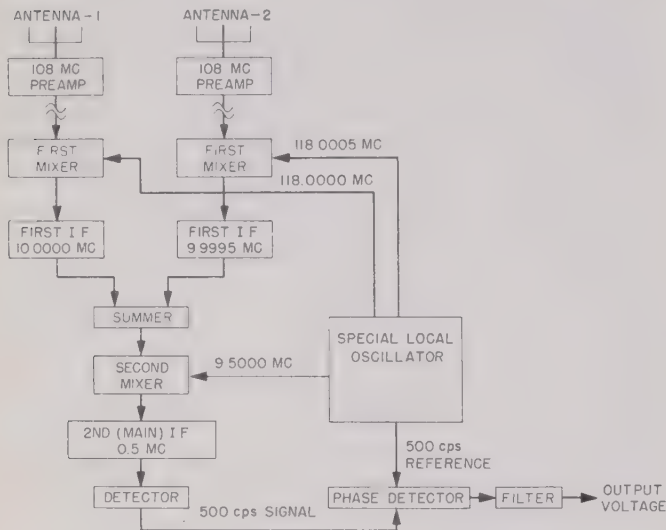 ANTENNA-1
ANTENNA-2
108 MC
PREAMP
108 MC
PREAMP
FIRST
MIXER
FIRST
MIXER
118.0005 MC
118.0000 MC
FIRST I F
10.0000 MC
FIRST I F
9.9995 MC
SUMMER
SPECIAL LOCAL
OSCILLATOR
SECOND
MIXER
9.5000 MC
2ND (MAIN) I F
0.5 MC
500 cps
REFERENCE
DETECTOR
500 cps SIGNAL
PHASE DETECTOR
FILTER
OUTPUT
VOLTAGE